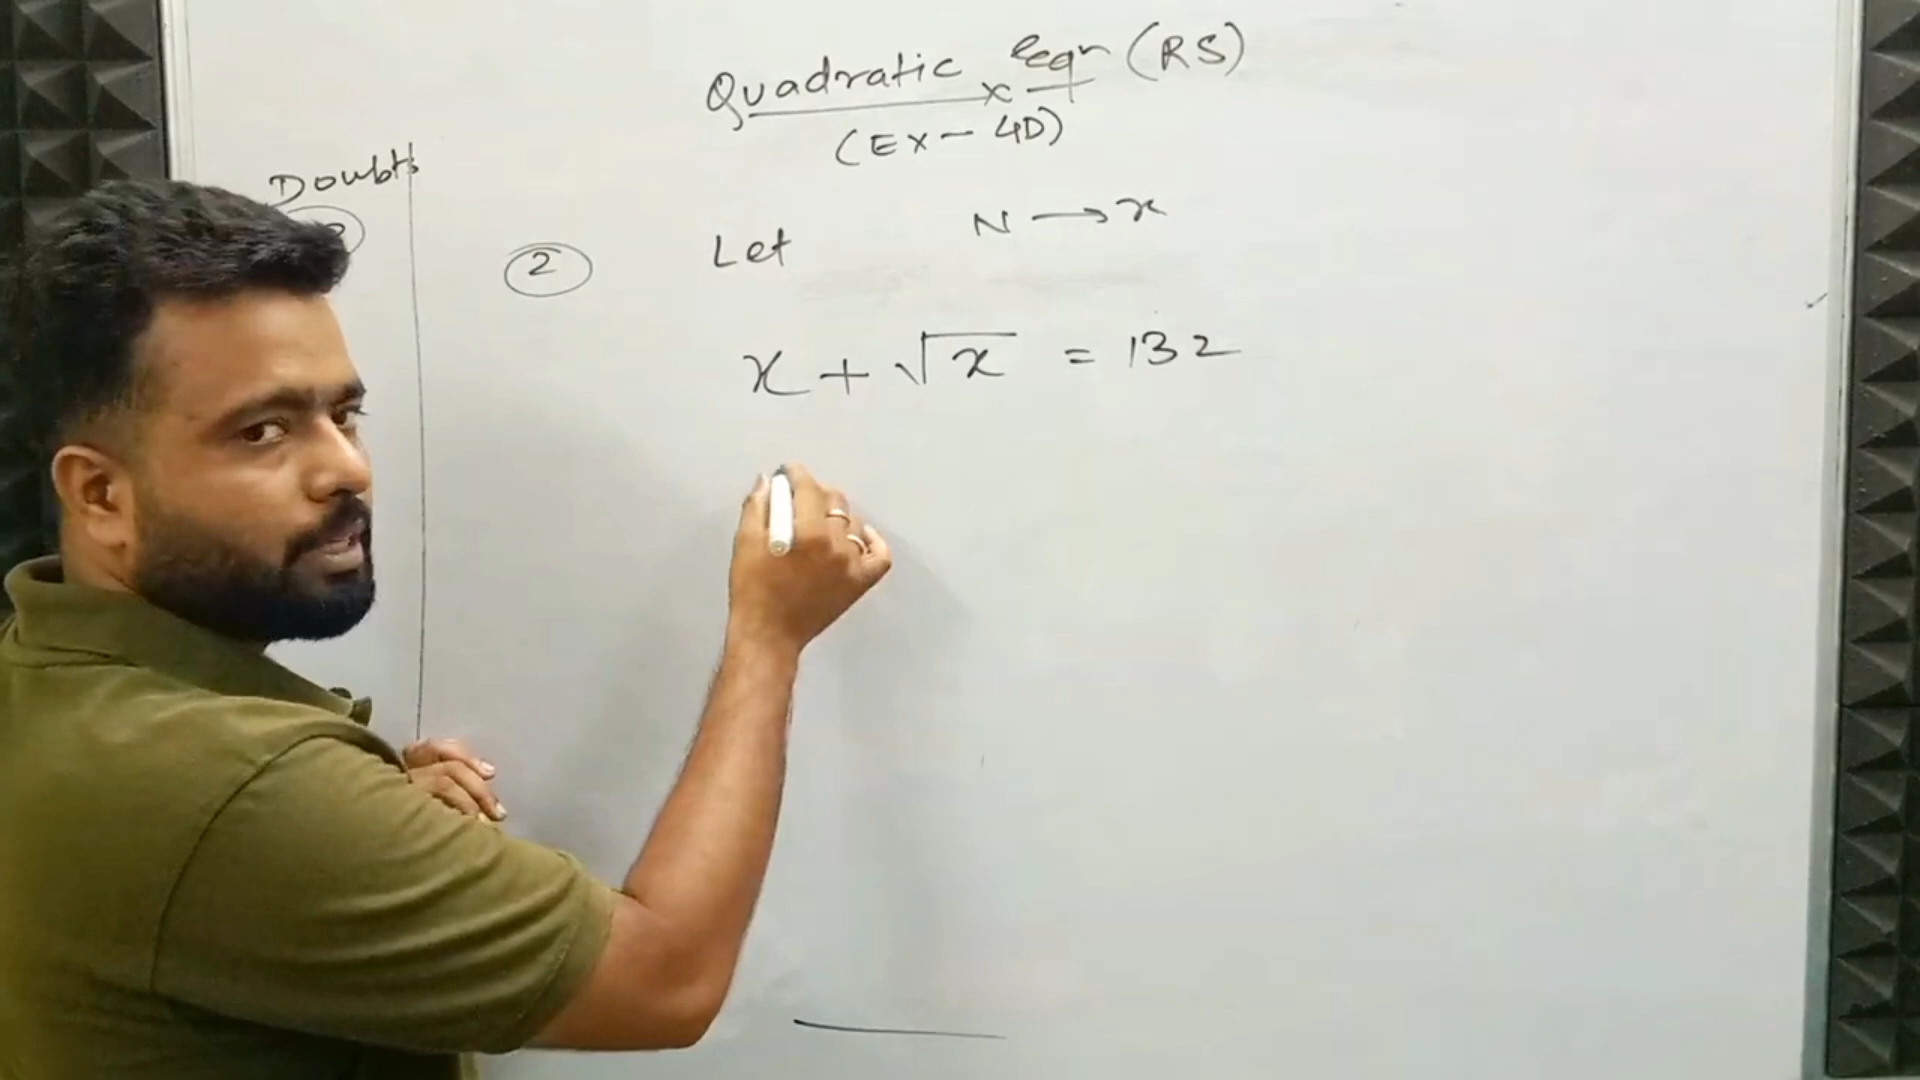 Quadratic Eqn (RS)
(Ex - 4D)
Doubts
② Let N → x
x + √x = 132